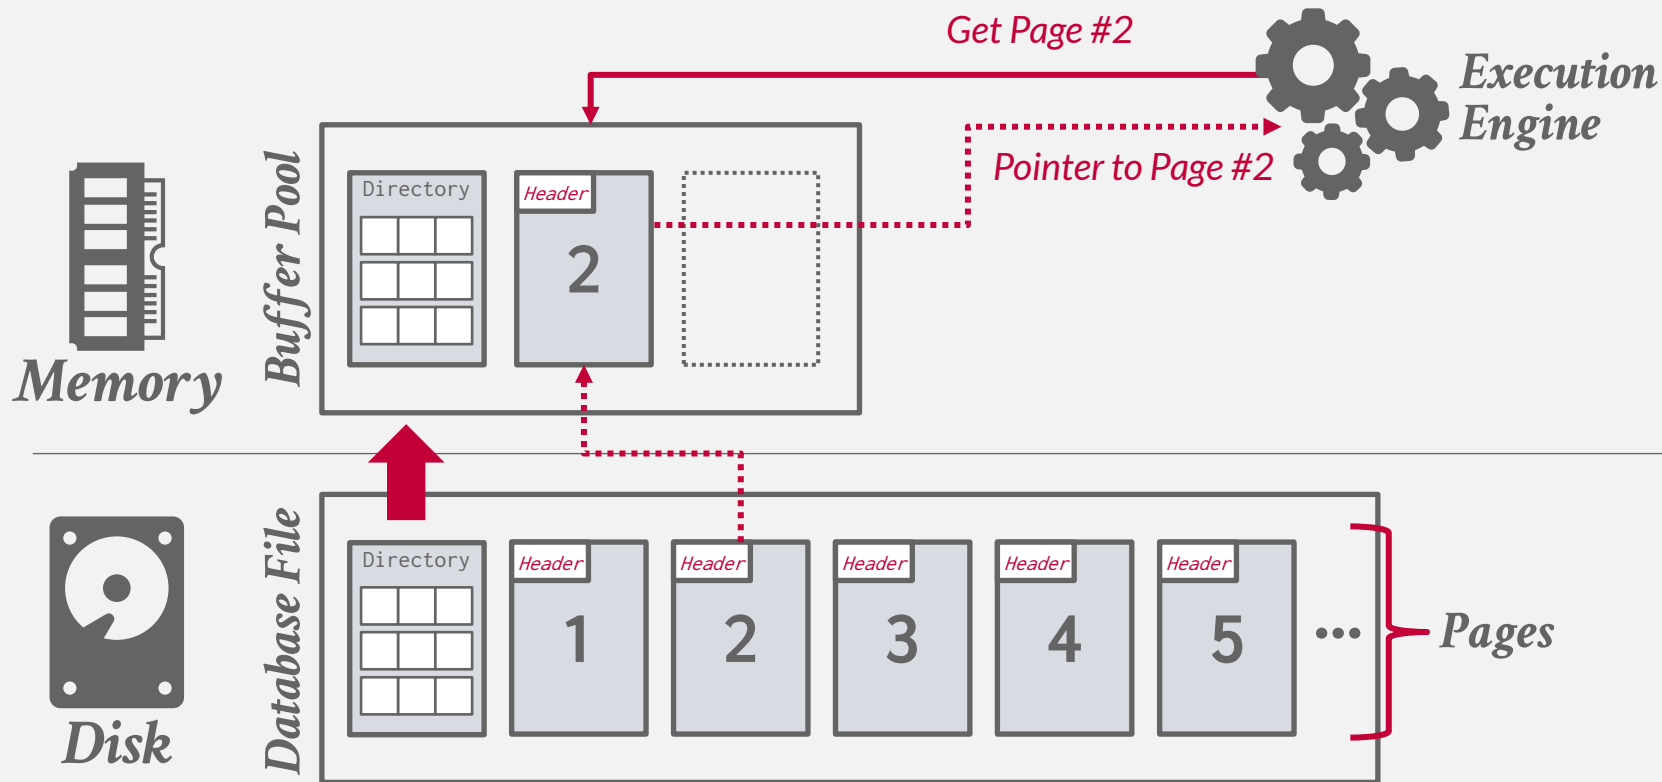 Get Page #2
Execution
Engine
Pointer to Page #2
Buffer Pool
Directory
Header
2
Memory
Database File
Directory
Header
1
Header
2
Header
3
Header
4
Header
5
...
Pages
Disk